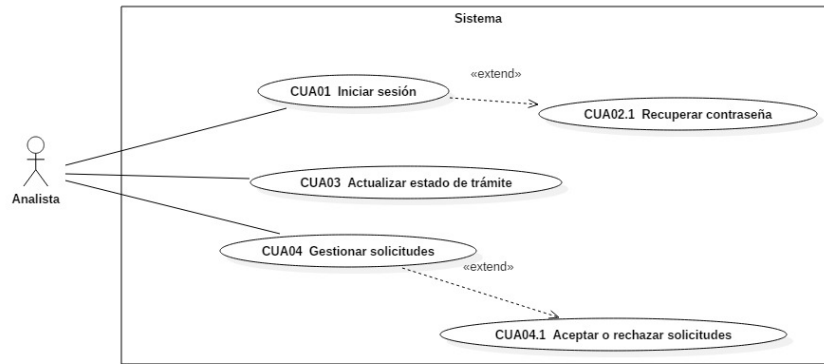 Sistema
«extend»
CUA01 Iniciar sesión
CUA02.1 Recuperar contraseña
CUA03 Actualizar estado de trámite
Analista
CUA04 Gestionar solicitudes
«extend»
CUA04.1 Aceptar o rechazar solicitudes